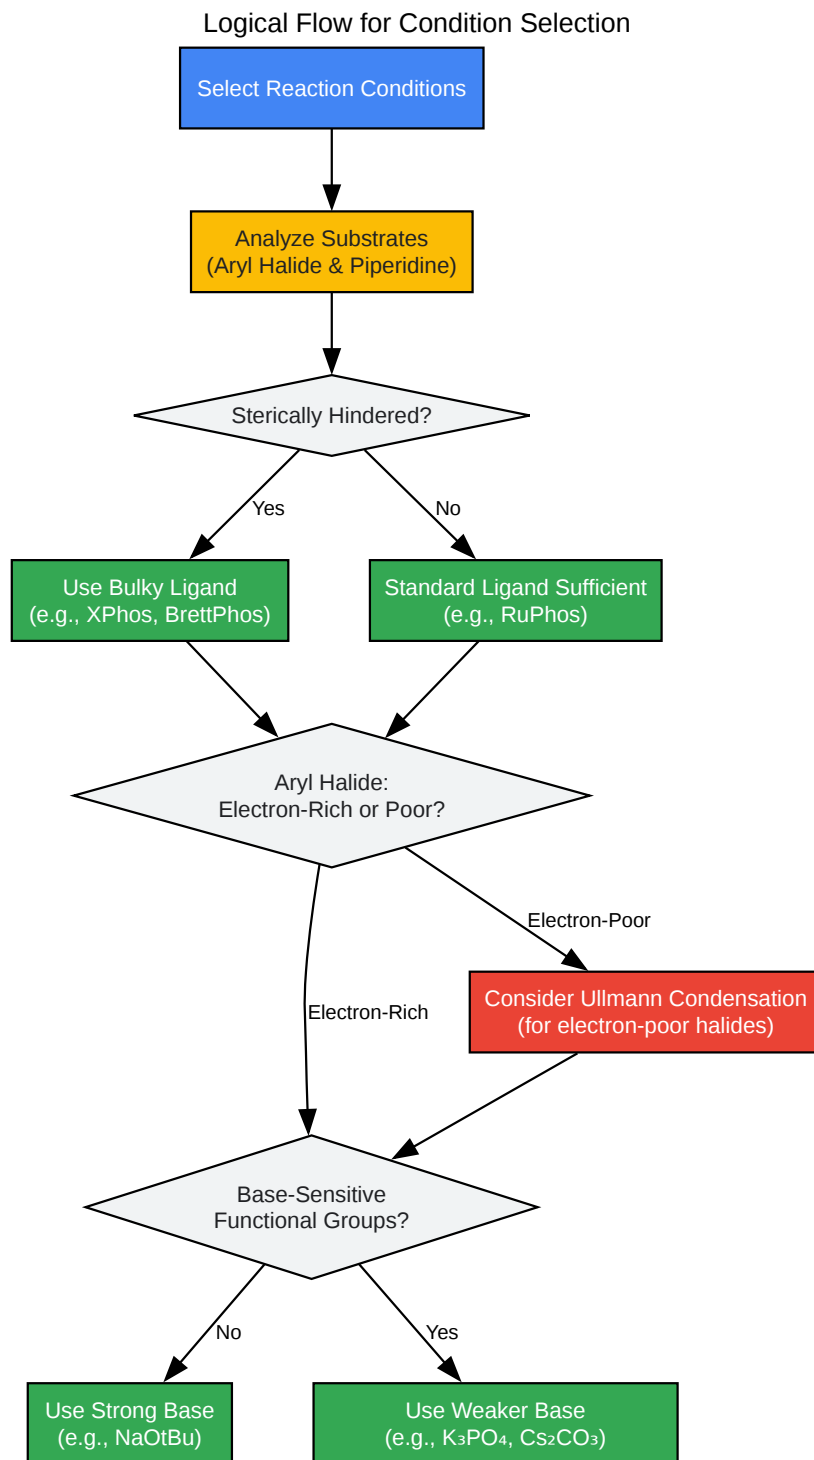 Logical Flow for Condition Selection
Select Reaction Conditions
Analyze Substrates
(Aryl Halide & Piperidine)
Sterically Hindered?
Yes
No
Use Bulky Ligand
(e.g., XPhos, BrettPhos)
Standard Ligand Sufficient
(e.g., RuPhos)
Aryl Halide:
Electron-Rich or Poor?
Electron-Poor
Consider Ullmann Condensation
(for electron-poor halides)
Electron-Rich
Base-Sensitive
Functional Groups?
No
Yes
Use Strong Base
(e.g., NaOtBu)
Use Weaker Base
(e.g., K₃PO₄, Cs₂CO₃)